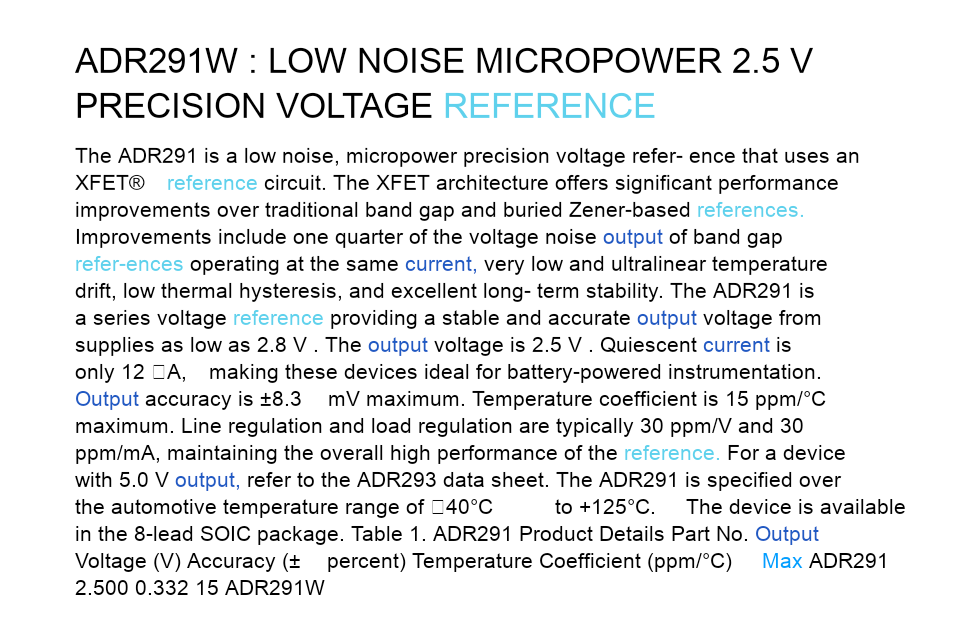 ADR291W : LOW NOISE MICROPOWER 2.5 V
PRECISION VOLTAGE REFERENCE
The ADR291 is a low noise, micropower precision voltage refer- ence that uses an
XFET® reference circuit. The XFET architecture offers significant performance
improvements over traditional band gap and buried Zener-based references.
Improvements include one quarter of the voltage noise output of band gap
refer-ences operating at the same current, very low and ultralinear temperature
drift, low thermal hysteresis, and excellent long- term stability. The ADR291 is
a series voltage reference providing a stable and accurate output voltage from
supplies as low as 2.8 V . The output voltage is 2.5 V . Quiescent current is
only 12 □A, making these devices ideal for battery-powered instrumentation.
Output accuracy is ±8.3 mV maximum. Temperature coefficient is 15 ppm/°C
maximum. Line regulation and load regulation are typically 30 ppm/V and 30
ppm/mA, maintaining the overall high performance of the reference. For a device
with 5.0 V output, refer to the ADR293 data sheet. The ADR291 is specified over
the automotive temperature range of □40°C to +125°C. The device is available
in the 8-lead SOIC package. Table 1. ADR291 Product Details Part No. Output
Voltage (V) Accuracy (± percent) Temperature Coefficient (ppm/°C) Max ADR291
2.500 0.332 15 ADR291W